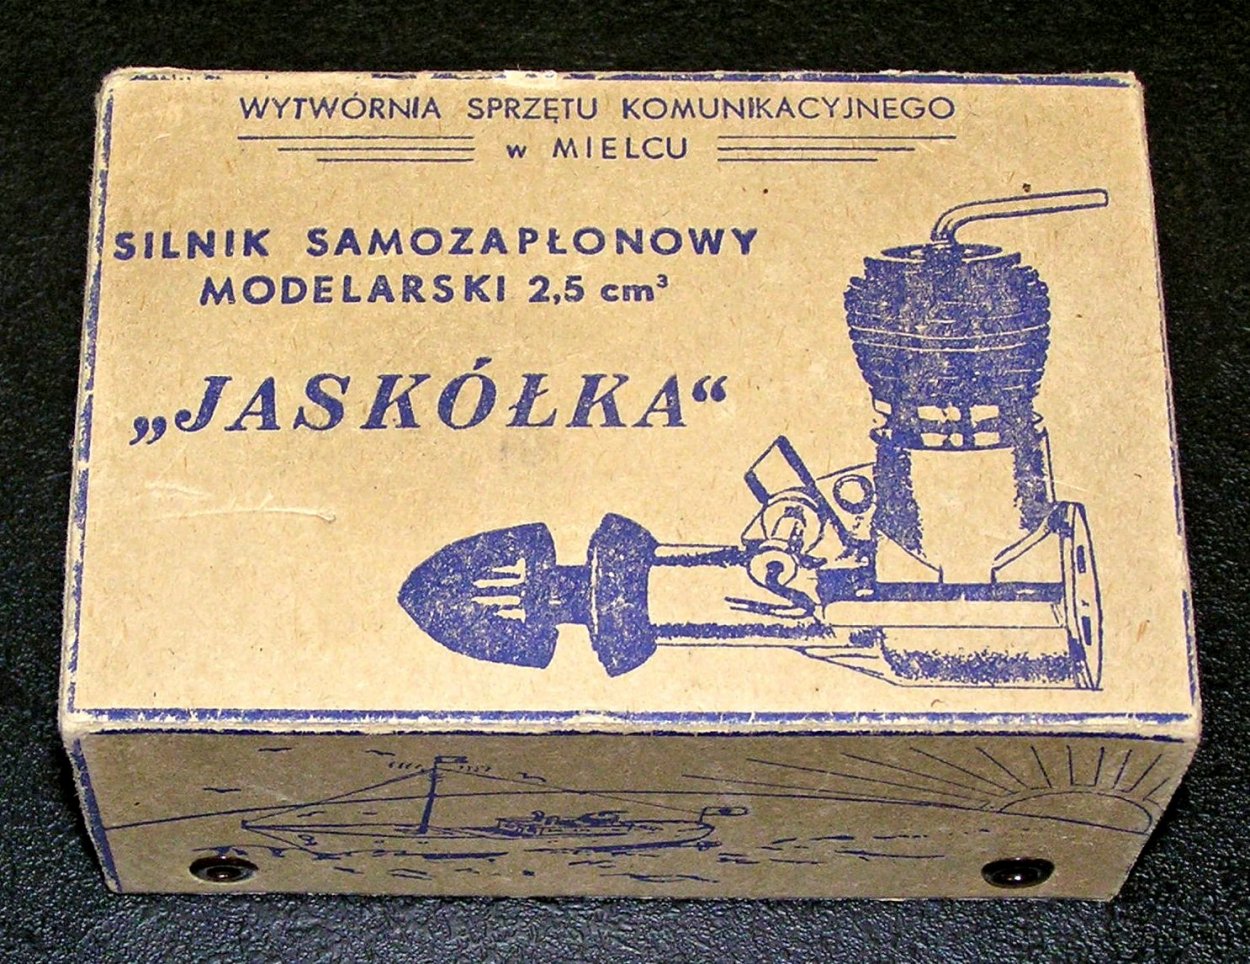 WYTWÓRNIA SPRZĘTU KOMUNIKACYJNEGO
w MIELCU
SILNIK SAMOZAPŁONOWY
MODELARSKI 2,5 cm³
„JASKÓŁKA“